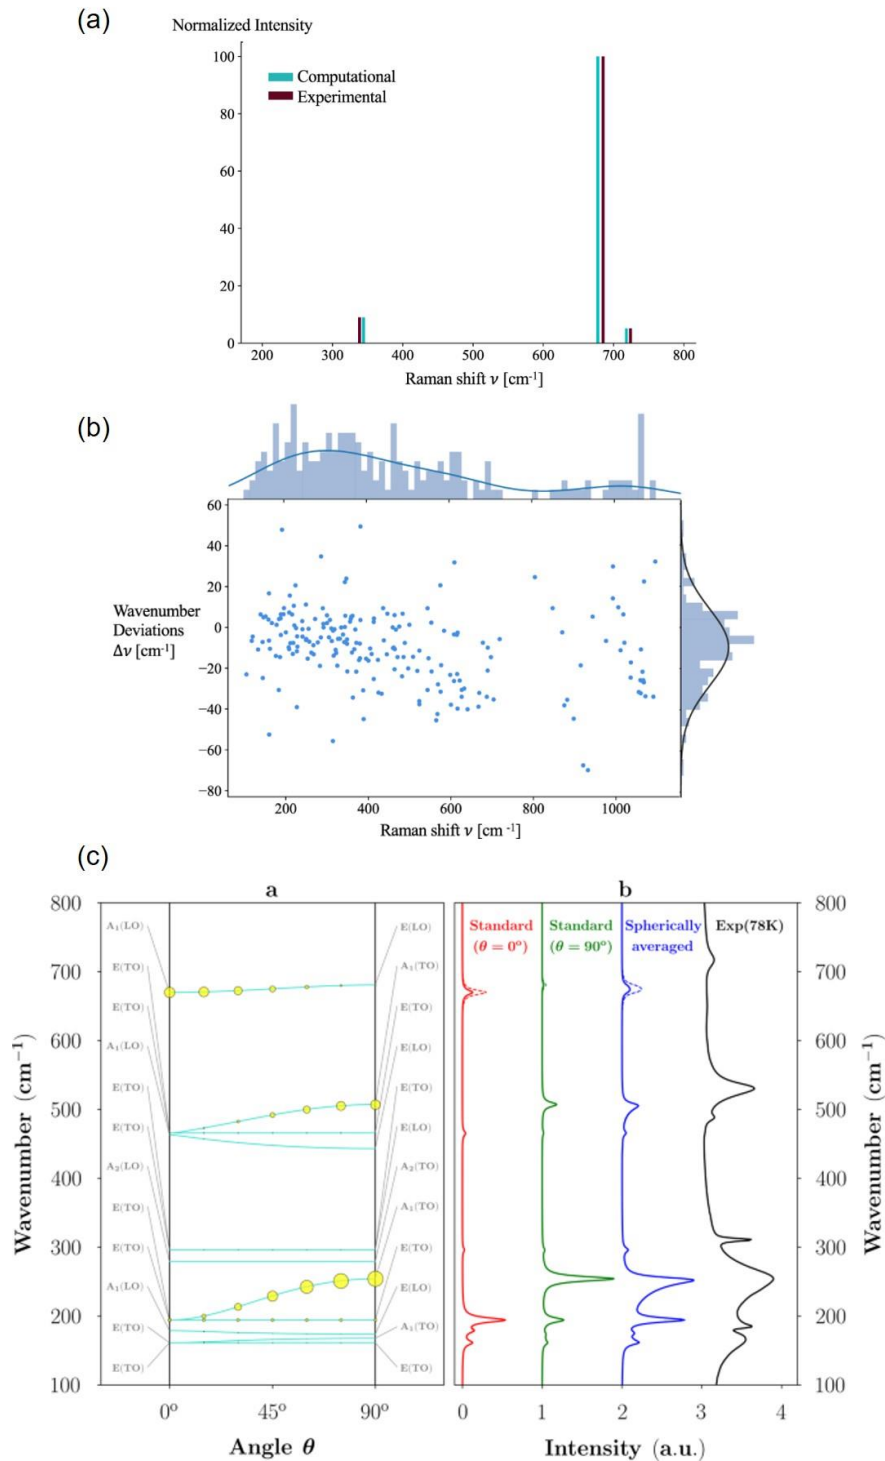 (a)
Normalized Intensity
100
Computational
Experimental
80
60
40
20
0
200 300 400 500 600 700 800
Raman shift ν [cm⁻¹]
(b)
60
40
20
Wavenumber
Deviations
Δν [cm⁻¹]
0
−20
−40
−60
−80
200 400 600 800 1000
Raman shift ν [cm ⁻¹]
(c)
a b
800 800
A₁(LO) E(LO) Standard Standard Spherically Exp(78K)
(θ = 0º) (θ = 90º) averaged
E(TO) A₁(TO)
700 700
E(TO) E(TO)
600 600
A₁(LO) E(LO)
E(TO) E(TO)
500 500
E(TO) E(LO)
A₂(LO) A₂(TO)
400 400
E(TO) A₁(TO)
300 300
E(TO) E(TO)
A₁(LO) E(LO)
200 200
E(TO) A₁(TO)
E(TO) E(TO)
100 100
Wavenumber (cm⁻¹)
Wavenumber (cm⁻¹)
0º 45º 90º 0 1 2 3 4
Angle θ Intensity (a.u.)